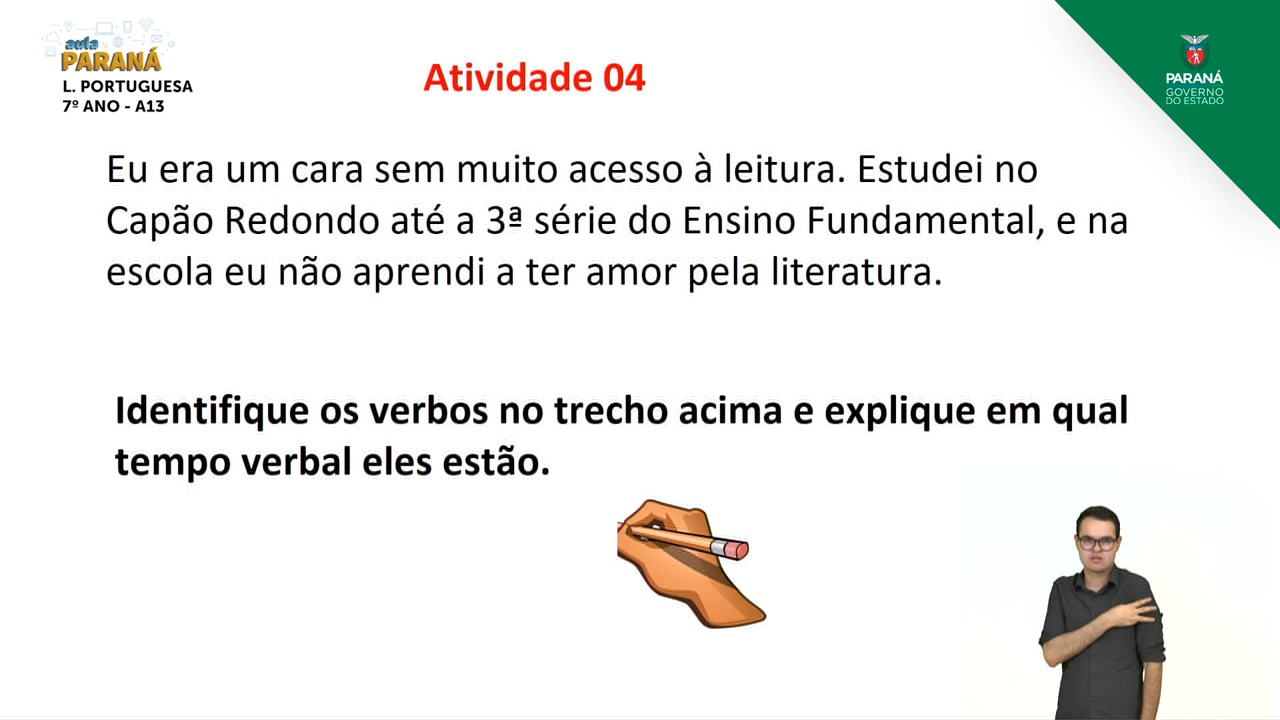 aula
PARANÁ
L. PORTUGUESA
7º ANO - A13
Atividade 04
PARANÁ
GOVERNO
DO ESTADO
Eu era um cara sem muito acesso à leitura. Estudei no
Capão Redondo até a 3ª série do Ensino Fundamental, e na
escola eu não aprendi a ter amor pela literatura.
Identifique os verbos no trecho acima e explique em qual
tempo verbal eles estão.